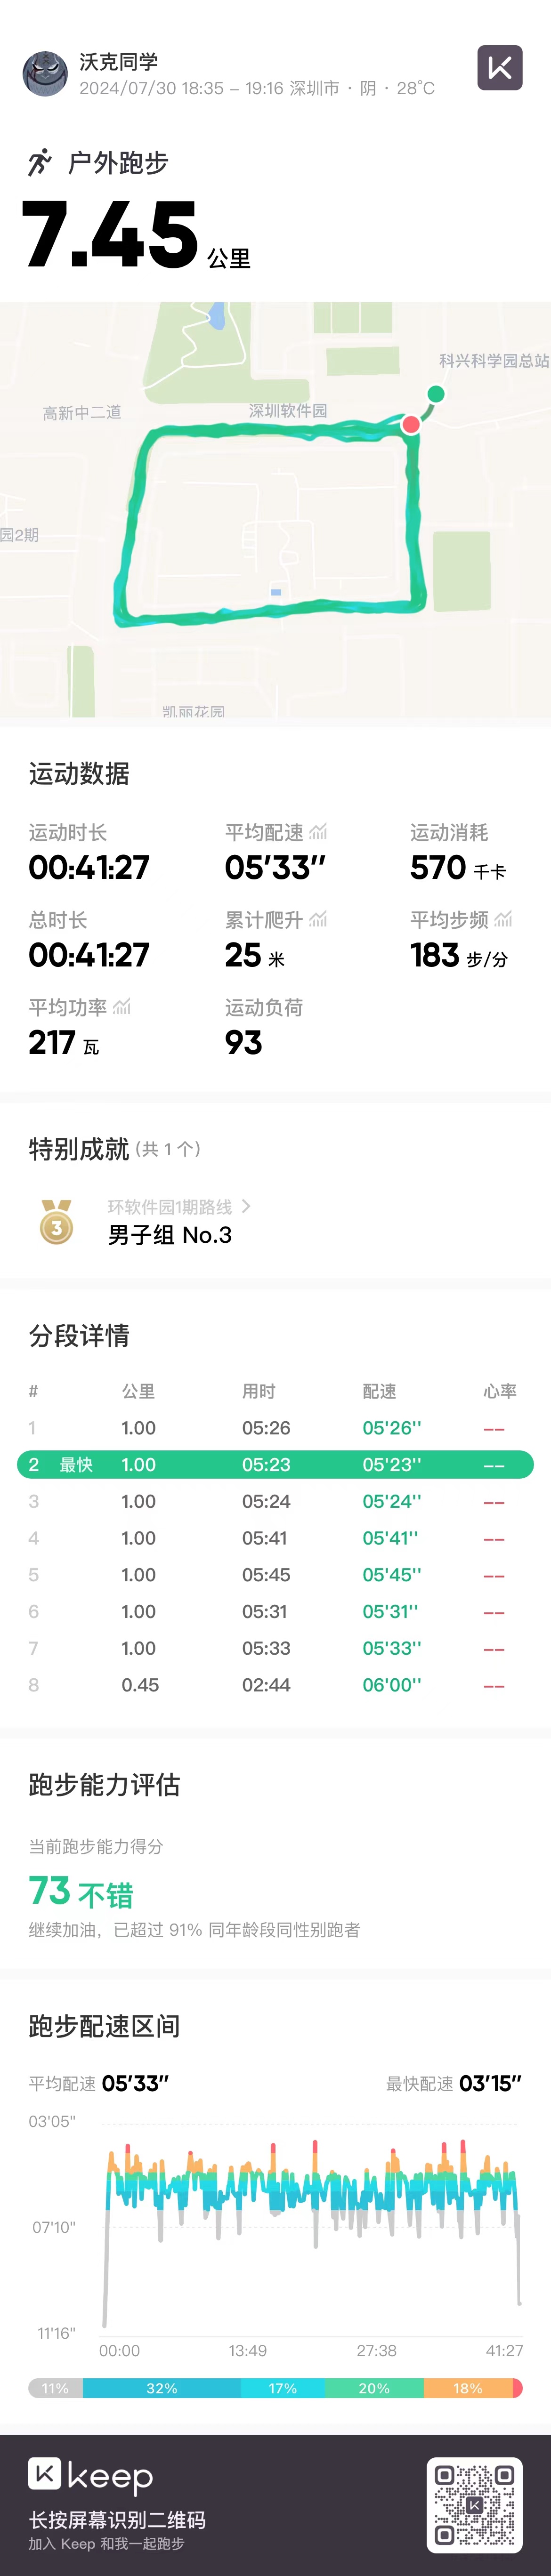 沃克同学
2024/07/30 18:35 – 19:16 深圳市 · 阴 · 28°C
户外跑步
7.45 公里
科兴科学园总站
高新中二道
深圳软件园
园2期
凯丽花园
运动数据
运动时长 平均配速 运动消耗
00:41:27 05'33'' 570 千卡
总时长 累计爬升 平均步频
00:41:27 25 米 183 步/分
平均功率 运动负荷
217 瓦 93
特别成就 (共 1 个)
3
环软件园1期路线 >
男子组 No.3
分段详情
# 公里 用时 配速 心率
1 1.00 05:26 05'26'' --
2 最快 1.00 05:23 05'23'' --
3 1.00 05:24 05'24'' --
4 1.00 05:41 05'41'' --
5 1.00 05:45 05'45'' --
6 1.00 05:31 05'31'' --
7 1.00 05:33 05'33'' --
8 0.45 02:44 06'00'' --
跑步能力评估
当前跑步能力得分
73 不错
继续加油，已超过 91% 同年龄段同性别跑者
跑步配速区间
平均配速 05'33'' 最快配速 03'15''
03'05"
07'10"
11'16"
00:00 13:49 27:38 41:27
11% 32% 17% 20% 18%
keep
长按屏幕识别二维码
加入 Keep 和我一起跑步